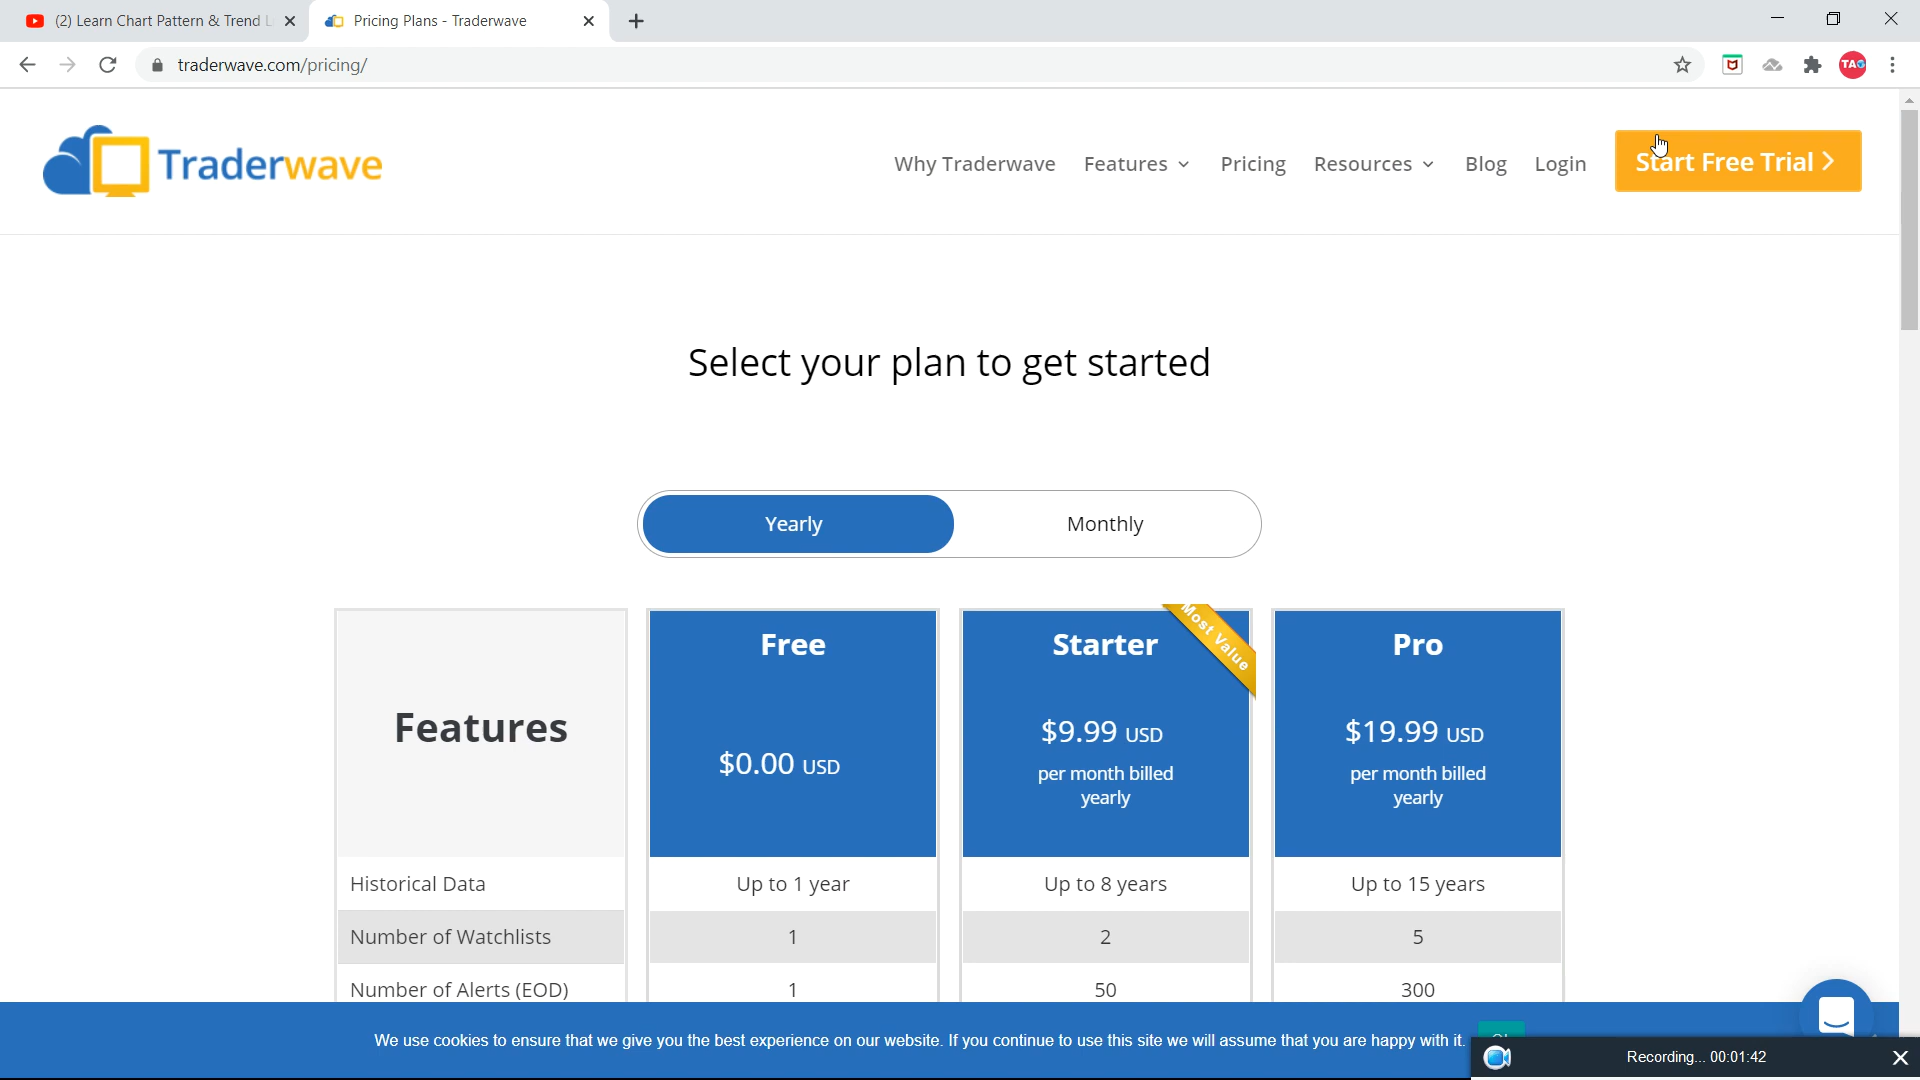 (2) Learn Chart Pattern & Trend L
Pricing Plans - Traderwave
traderwave.com/pricing/
TAG
Traderwave
Why Traderwave
Features
Pricing
Resources
Blog
Login
Start Free Trial
Select your plan to get started
Yearly
Monthly
Features
Free
Starter
Most Value
Pro
$0.00 USD
$9.99 USD
per month billed
yearly
$19.99 USD
per month billed
yearly
Historical Data
Up to 1 year
Up to 8 years
Up to 15 years
Number of Watchlists
1
2
5
Number of Alerts (EOD)
1
50
300
We use cookies to ensure that we give you the best experience on our website. If you continue to use this site we will assume that you are happy with it.
Recording... 00:01:42